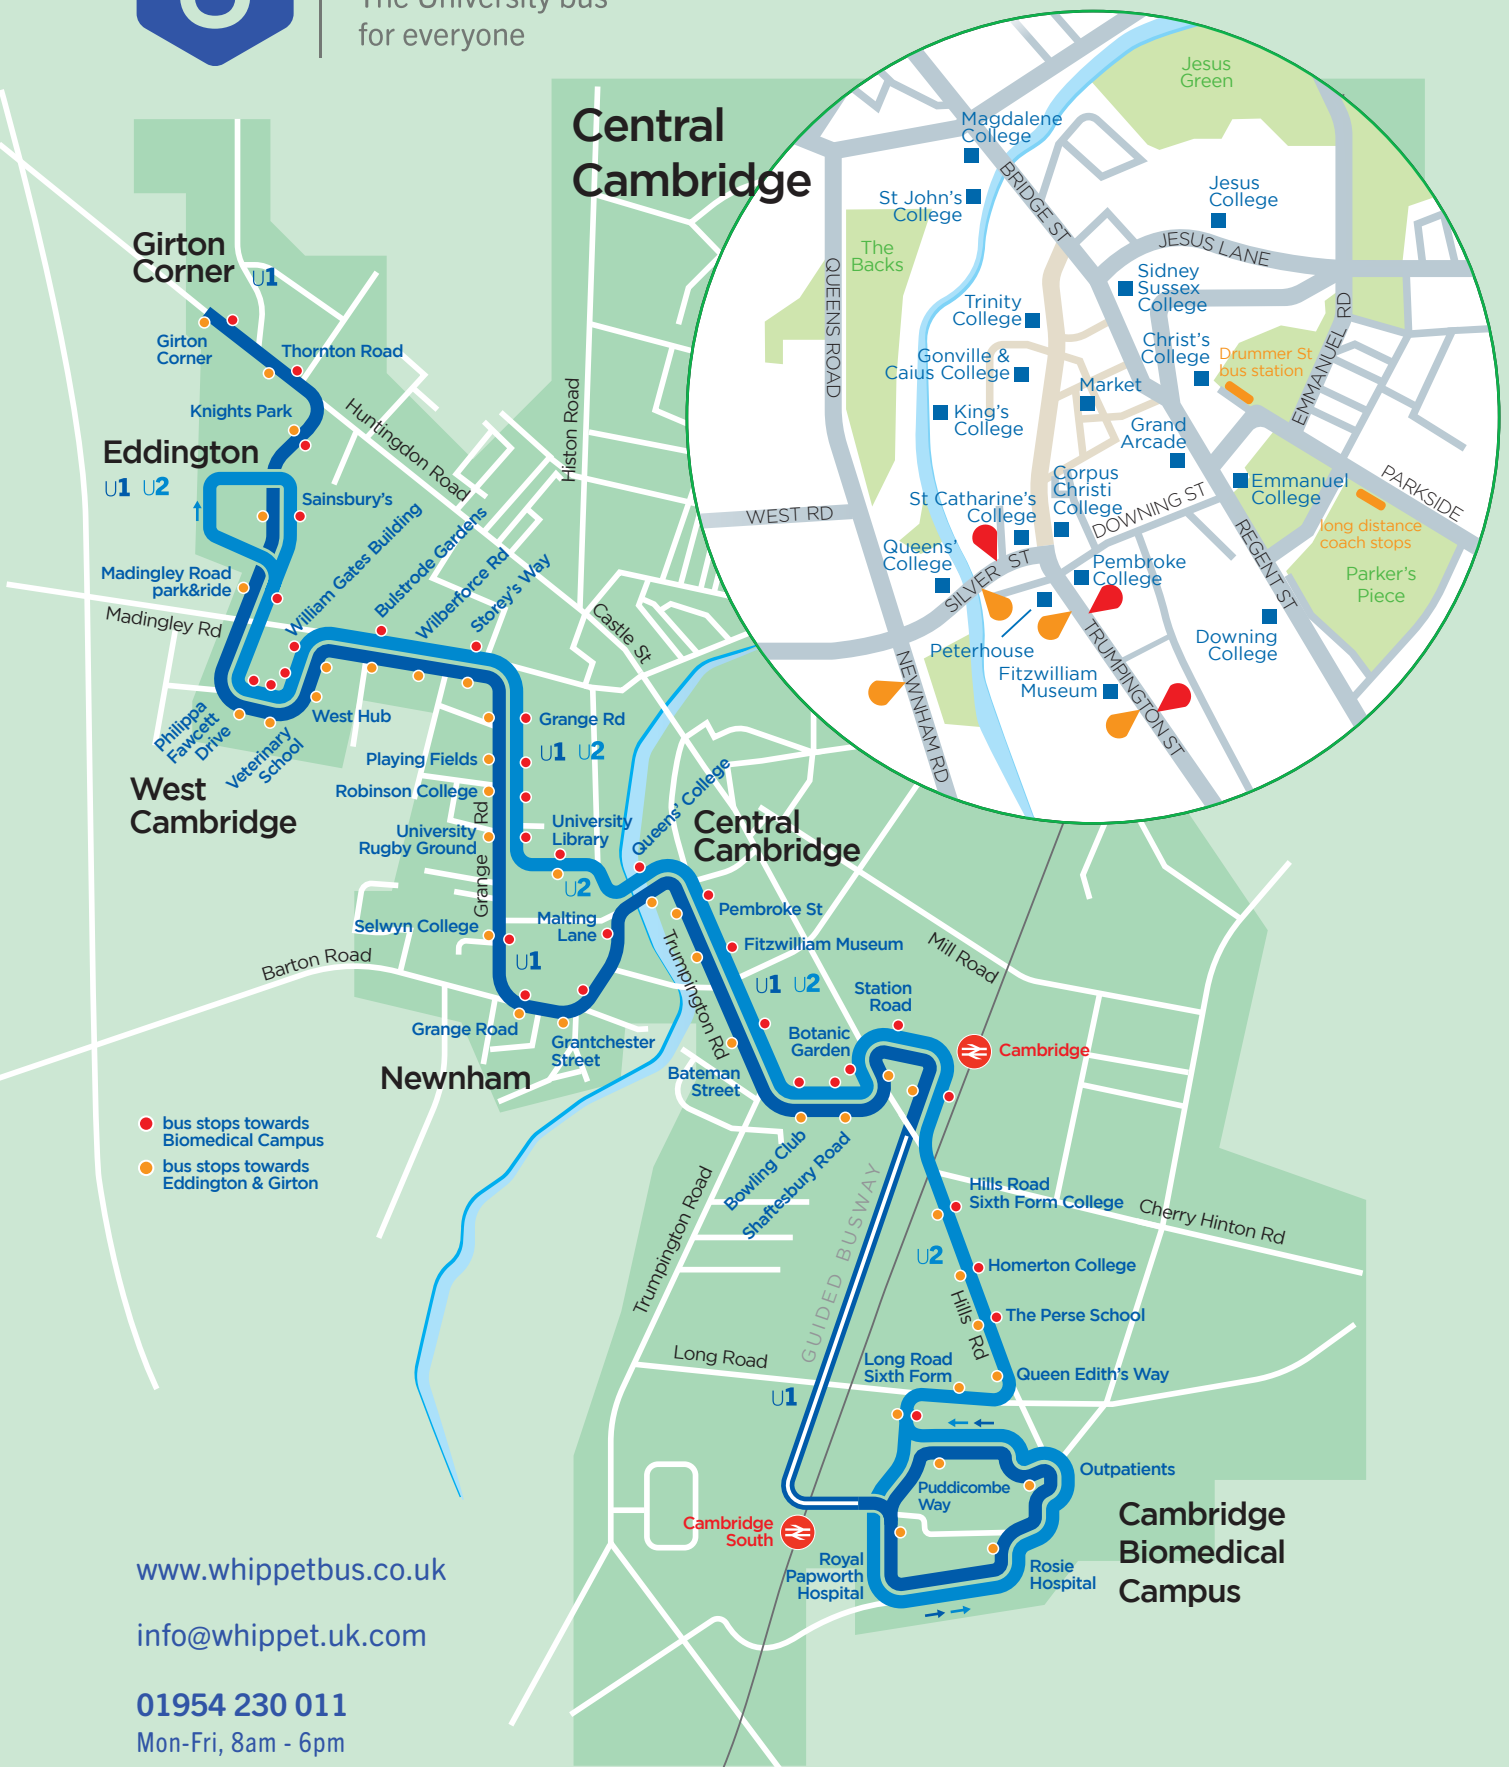 The University bus
for everyone
Central
Cambridge
Jesus
Green
Magdalene
College
St John's
College
BRIDGE ST
Jesus
College
JESUS LANE
The
Backs
QUEENS ROAD
Sidney
Sussex
College
Trinity
College
EMMANUEL RD
Christ's
College
Drummer St
bus station
Gonville &
Caius College
Market
King's
College
Grand
Arcade
Corpus
Christi
College
Emmanuel
College
PARKSIDE
St Catharine's
College
DOWNING ST
WEST RD
long distance
coach stops
REGENT ST
Queens'
College
SILVER ST
Pembroke
College
Parker's
Piece
Peterhouse
TRUMPINGTON ST
Downing
College
Fitzwilliam
Museum
NEWNHAM RD
Girton
Corner
U1
Girton
Corner
Thornton Road
Knights Park
Huntingdon Road
Histon Road
Eddington
U1 U2
Sainsbury's
William Gates Building
Bulstrode Gardens
Wilberforce Rd
Storey's Way
Madingley Road
park&ride
Madingley Rd
Castle St
Philippa
Fawcett
Drive
Veterinary
School
West Hub
West
Cambridge
Grange Rd
U1 U2
Playing Fields
Robinson College
University
Rugby Ground
Grange Rd
University
Library
U2
Queens' College
Central
Cambridge
Selwyn College
Malting
Lane
Pembroke St
Fitzwilliam Museum
U1
Barton Road
Trumpington Rd
U1 U2
Mill Road
Station
Road
Grange Road
Grantchester
Street
Newnham
Botanic
Garden
Bateman
Street
Cambridge
bus stops towards
Biomedical Campus
bus stops towards
Eddington & Girton
Bowling Club
Shaftesbury Road
Trumpington Road
GUIDED BUSWAY
Hills Road
Sixth Form College
Cherry Hinton Rd
U2
Homerton College
Hills Rd
The Perse School
Long Road
Long Road
Sixth Form
Queen Edith's Way
U1
Outpatients
Puddicombe
Way
Cambridge
South
Royal
Papworth
Hospital
Rosie
Hospital
Cambridge
Biomedical
Campus
www.whippetbus.co.uk
info@whippet.uk.com
01954 230 011
Mon-Fri, 8am - 6pm